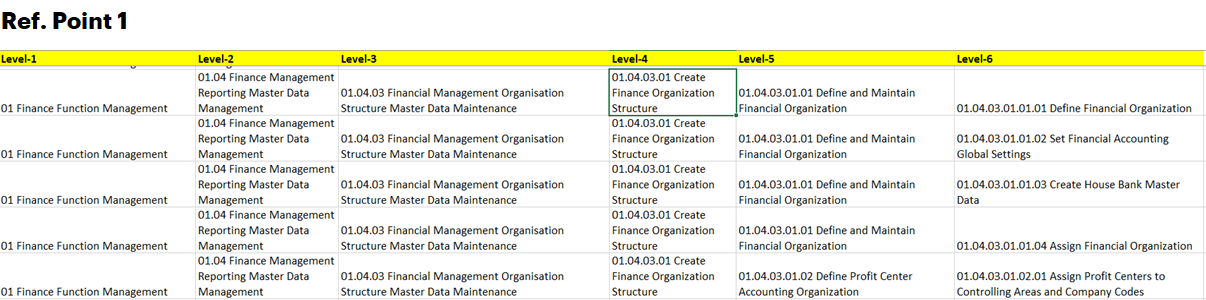 Ref. Point 1
Level-1 Level-2 Level-3 Level-4 Level-5 Level-6
01 Finance Function Management
01.04 Finance Management
Reporting Master Data
Management
01.04.03 Financial Management Organisation
Structure Master Data Maintenance
01.04.03.01 Create
Finance Organization
Structure
01.04.03.01.01 Define and Maintain
Financial Organization
01.04.03.01.01.01 Define Financial Organization
01 Finance Function Management
01.04 Finance Management
Reporting Master Data
Management
01.04.03 Financial Management Organisation
Structure Master Data Maintenance
01.04.03.01 Create
Finance Organization
Structure
01.04.03.01.01 Define and Maintain
Financial Organization
01.04.03.01.01.02 Set Financial Accounting
Global Settings
01 Finance Function Management
01.04 Finance Management
Reporting Master Data
Management
01.04.03 Financial Management Organisation
Structure Master Data Maintenance
01.04.03.01 Create
Finance Organization
Structure
01.04.03.01.01 Define and Maintain
Financial Organization
01.04.03.01.01.03 Create House Bank Master
Data
01 Finance Function Management
01.04 Finance Management
Reporting Master Data
Management
01.04.03 Financial Management Organisation
Structure Master Data Maintenance
01.04.03.01 Create
Finance Organization
Structure
01.04.03.01.01 Define and Maintain
Financial Organization
01.04.03.01.01.04 Assign Financial Organization
01 Finance Function Management
01.04 Finance Management
Reporting Master Data
Management
01.04.03 Financial Management Organisation
Structure Master Data Maintenance
01.04.03.01 Create
Finance Organization
Structure
01.04.03.01.02 Define Profit Center
Accounting Organization
01.04.03.01.02.01 Assign Profit Centers to
Controlling Areas and Company Codes